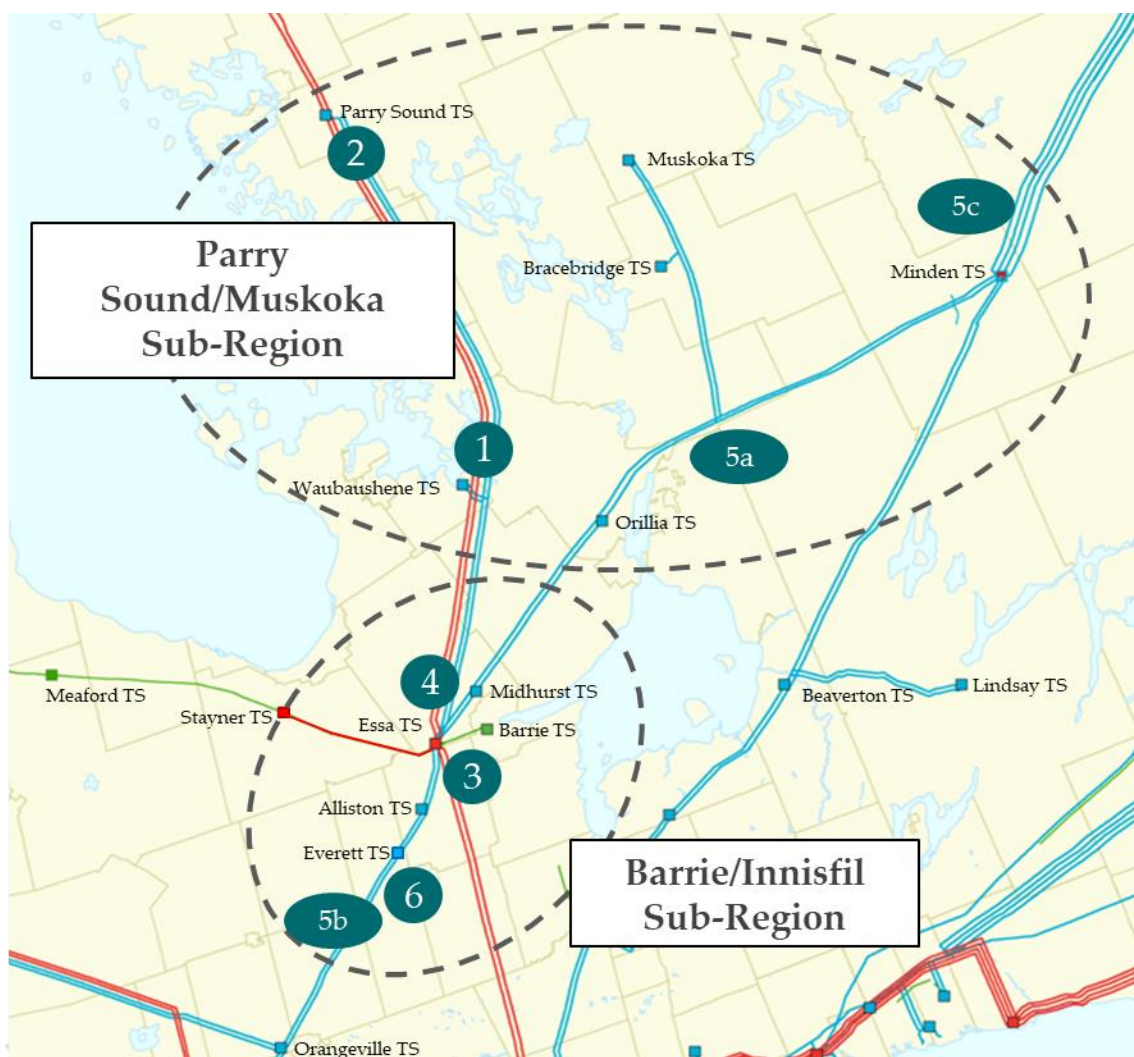 Parry Sound TS
2
Muskoka TS
5c
Parry
Sound/Muskoka
Sub-Region
Bracebridge TS
Minden TS
1
5a
Waubaushene TS
Orillia TS
4
Midhurst TS
Meaford TS
Stayner TS
Essa TS
Barrie TS
Beaverton TS
Lindsay TS
3
Alliston TS
Everett TS
6
5b
Barrie/Innisfil
Sub-Region
Orangeville TS